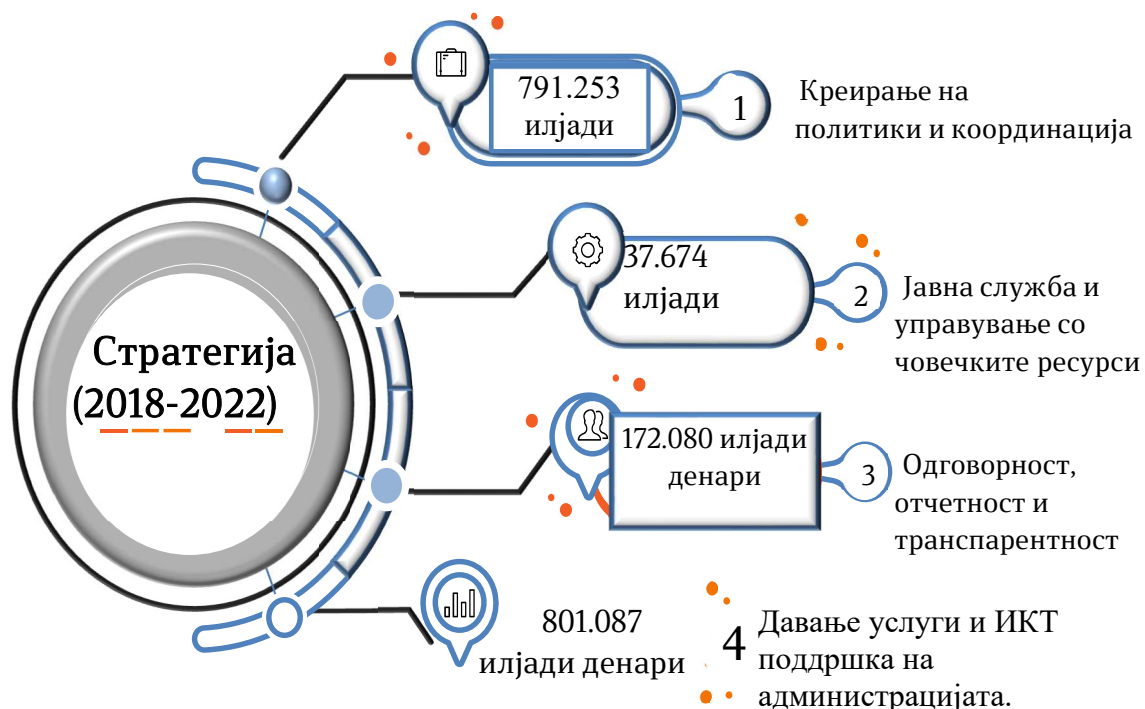 791.253
илјади
1
Креирање на
политики и координација
37.674
илјади
2
Јавна служба и
управување со
човечките ресурси
Стратегија
(2018-2022)
172.080 илјади
денари
3
Одговорност,
отчетност и
транспарентност
801.087
илјади денари
4
Давање услуги и ИКТ
поддршка на
администрацијата.